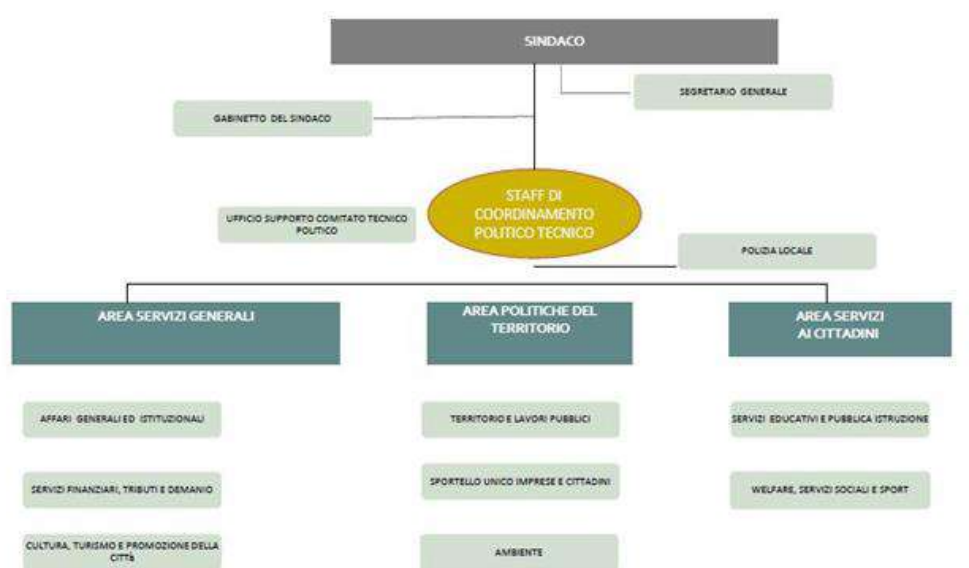 SINDACO
SEGRETARIO GENERALE
GABINETTO DEL SINDACO
STAFF DI
COORDINAMENTO
POLITICO TECNICO
UFFICIO SUPPORTO COMITATO TECNICO
POLITICO
POLIZIA LOCALE
AREA SERVIZI GENERALI
AREA POLITICHE DEL
TERRITORIO
AREA SERVIZI
AI CITTADINI
AFFARI GENERALI ED ISTITUZIONALI
TERRITORIO E LAVORI PUBBLICI
SERVIZI EDUCATIVI E PUBBLICA ISTRUZIONE
SERVIZI FINANZIARI, TRIBUTI E DEMANIO
SPORTELLO UNICO IMPRESE E CITTADINI
WELFARE, SERVIZI SOCIALI E SPORT
CULTURA, TURISMO E PROMOZIONE DELLA
CITTà
AMBIENTE